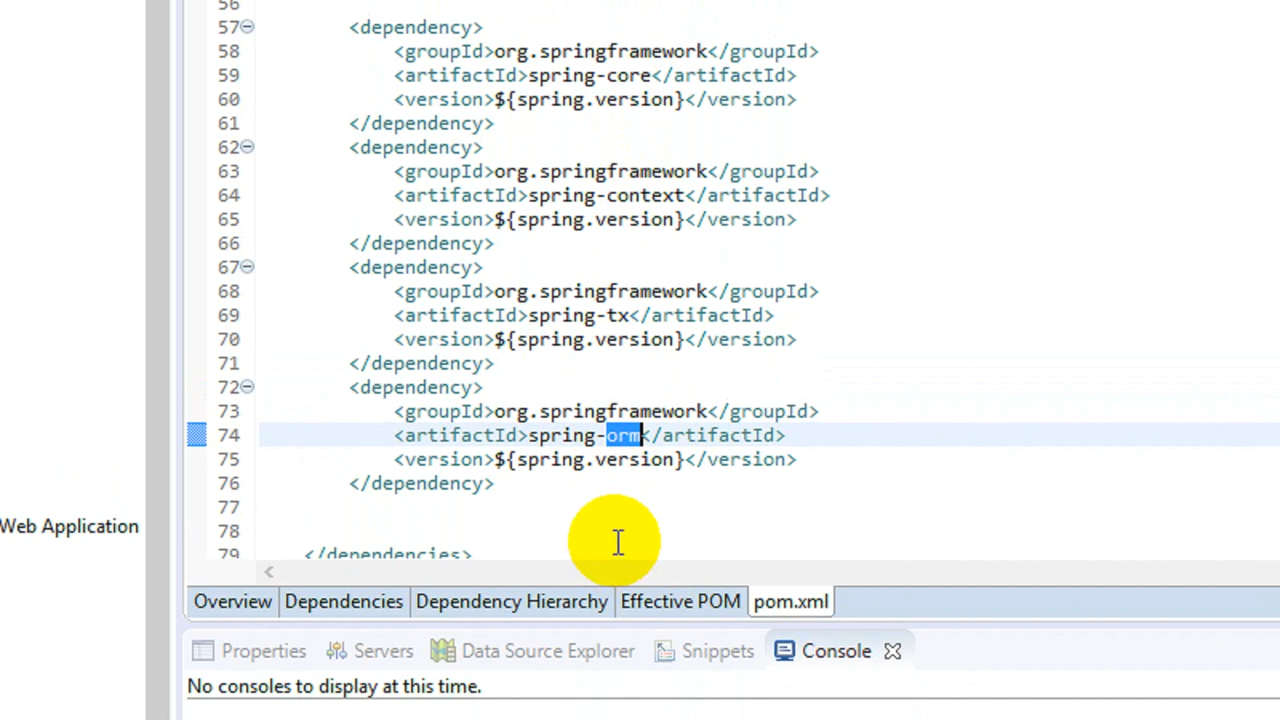 56
57 <dependency>
58 <groupId>org.springframework</groupId>
59 <artifactId>spring-core</artifactId>
60 <version>${spring.version}</version>
61 </dependency>
62 <dependency>
63 <groupId>org.springframework</groupId>
64 <artifactId>spring-context</artifactId>
65 <version>${spring.version}</version>
66 </dependency>
67 <dependency>
68 <groupId>org.springframework</groupId>
69 <artifactId>spring-tx</artifactId>
70 <version>${spring.version}</version>
71 </dependency>
72 <dependency>
73 <groupId>org.springframework</groupId>
74 <artifactId>spring-orm</artifactId>
75 <version>${spring.version}</version>
76 </dependency>
77
Web Application
78
79 </dependencies>
Overview Dependencies Dependency Hierarchy Effective POM pom.xml
Properties Servers Data Source Explorer Snippets Console
No consoles to display at this time.